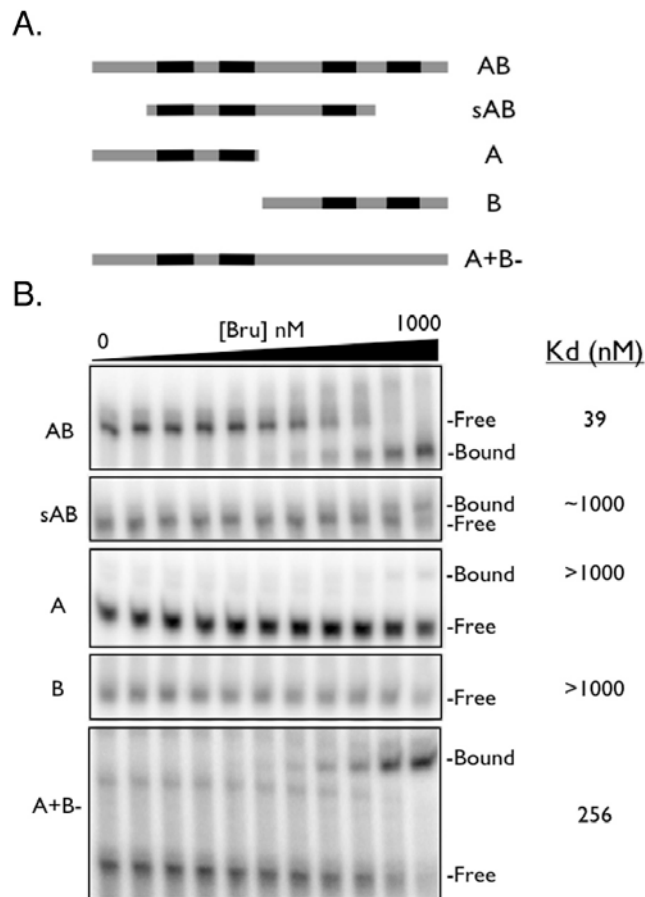 A.
AB
sAB
A
B
A+B-
B.
0 [Bru] nM 1000
Kd (nM)
AB
-Free
-Bound
39
sAB
-Bound
-Free
~1000
A
-Bound
-Free
>1000
B
-Free
>1000
A+B-
-Bound
-Free
256